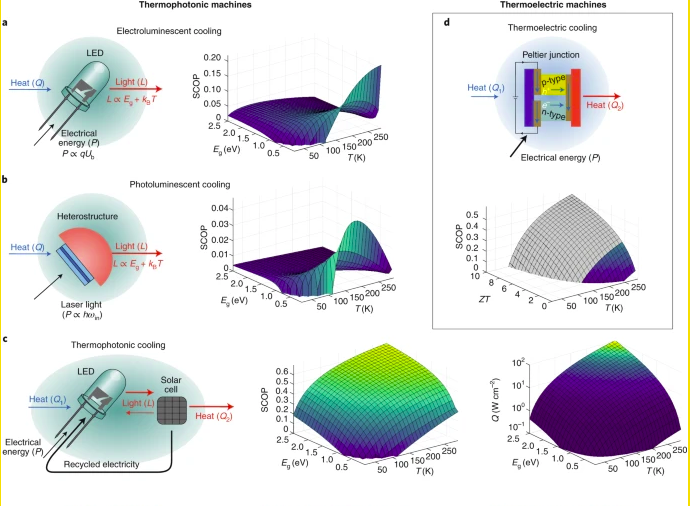 Thermophotonic machines
Thermoelectric machines
a
Electroluminescent cooling
LED
Heat (Q)
Light (L)
L ∝ Eg + kBT
Electrical
energy (P)
P ∝ qUb
SCOP
0.20
0.15
0.10
0.05
0
2.5
2.0
1.5
1.0
0.5
Eg (eV)
50 100 150 200 250
T (K)
b
Photoluminescent cooling
Heterostructure
Heat (Q)
Light (L)
L ∝ Eg + kBT
Laser light
(P ∝ hωin)
SCOP
0.04
0.03
0.02
0.01
0
2.5
2.0
1.5
1.0
0.5
Eg (eV)
50 100 150 200 250
T (K)
c
Thermophotonic cooling
LED
Solar
cell
Heat (Q1)
Light (L)
Heat (Q2)
Electrical
energy (P)
Recycled electricity
SCOP
0.6
0.5
0.4
0.3
0.2
0.1
0
2.5
2.0
1.5
1.0
0.5
Eg (eV)
50 100 150 200 250
T (K)
Q (W cm−2)
10²
10¹
10⁰
10−1
2.5
2.0
1.5
1.0
0.5
Eg (eV)
50 100 150 200 250
T (K)
d
Thermoelectric cooling
Peltier junction
p-type
n-type
Heat (Q1)
Heat (Q2)
Electrical energy (P)
SCOP
0.5
0.4
0.3
0.2
0.1
0
10
8
6
4
2
0
ZT
50 100 150 200 250
T (K)